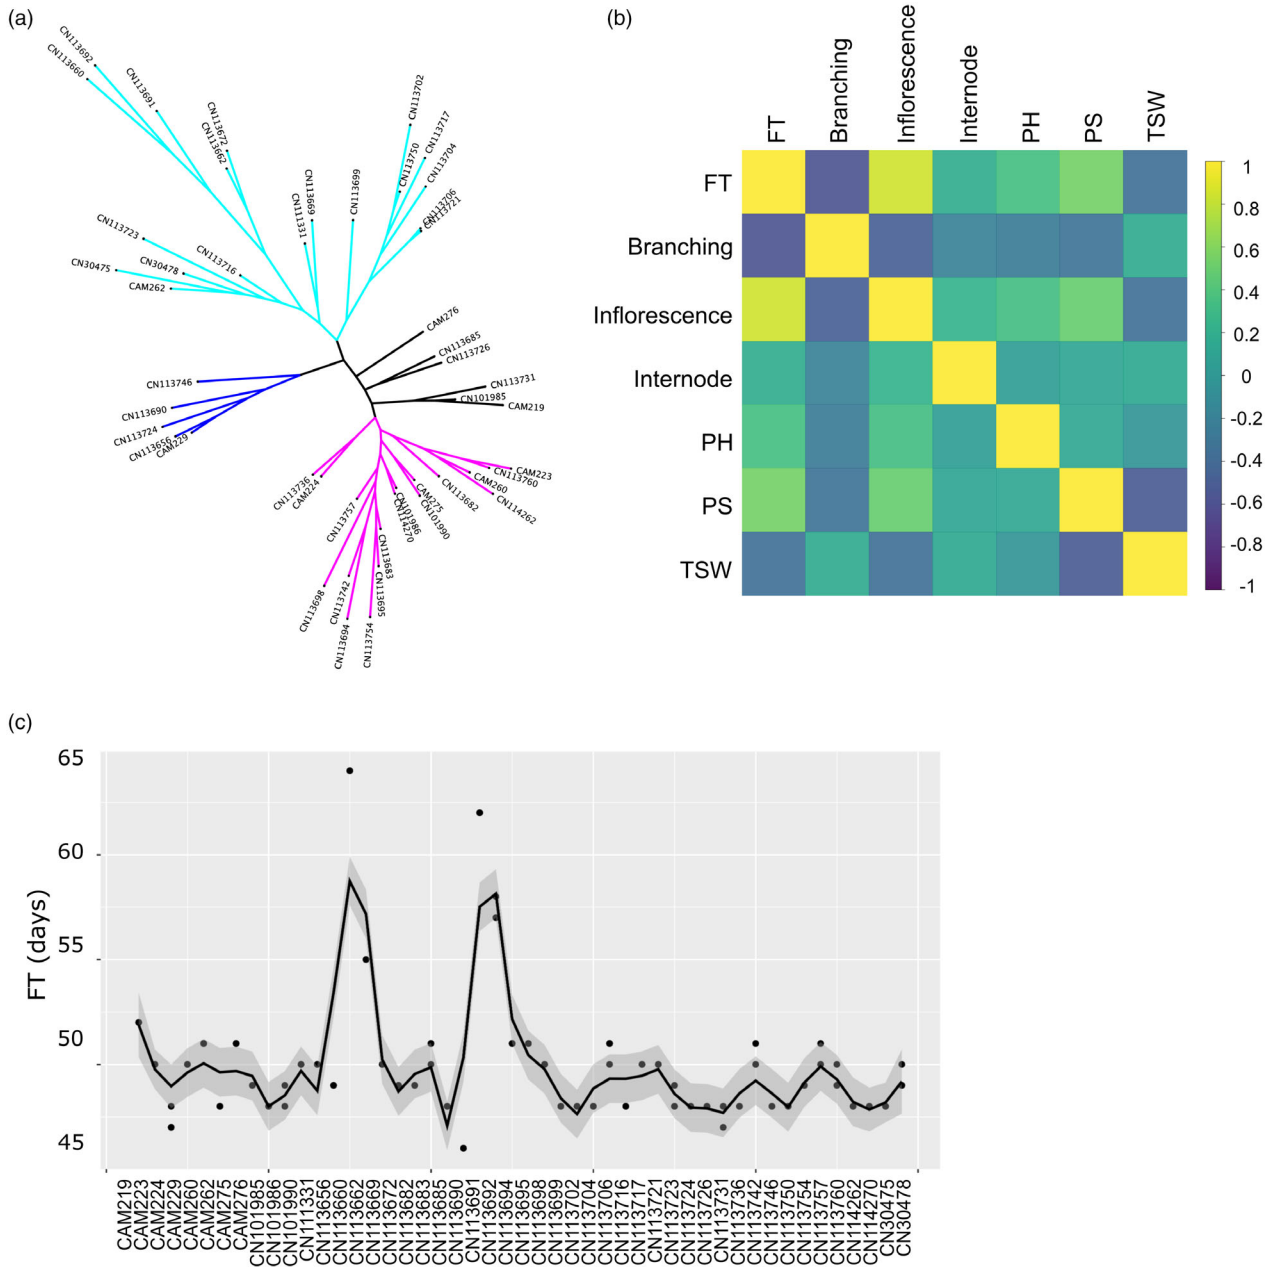 (a)
CN113692
CN113660
CN113691
CN113672
CN113662
CN113669
CN111331
CN113699
CN113702
CN113717
CN113750
CN113704
CN113706
CN113721
CN113723
CN30475
CN30478
CAM262
CN113716
CAM276
CN113685
CN113726
CN113731
CN101985
CAM219
CN113746
CN113690
CN113724
CN113656
CAM229
CN113736
CAM224
CN113757
CN101986
CN114270
CAM275
CN101990
CN113682
CAM260
CN113760
CAM223
CN114262
CN113683
CN113695
CN113698
CN113742
CN113694
CN113754
(b)
FT
Branching
Inflorescence
Internode
PH
PS
TSW
FT
Branching
Inflorescence
Internode
PH
PS
TSW
1
0.8
0.6
0.4
0.2
0
-0.2
-0.4
-0.6
-0.8
-1
(c)
FT (days)
65
60
55
50
45
CAM219
CAM223
CAM224
CAM229
CAM260
CAM262
CAM275
CAM276
CN101985
CN101986
CN101990
CN111331
CN113656
CN113660
CN113662
CN113669
CN113672
CN113682
CN113683
CN113685
CN113690
CN113691
CN113692
CN113694
CN113695
CN113698
CN113699
CN113702
CN113704
CN113706
CN113716
CN113717
CN113721
CN113723
CN113724
CN113726
CN113731
CN113736
CN113742
CN113746
CN113750
CN113754
CN113757
CN113760
CN114262
CN114270
CN30475
CN30478